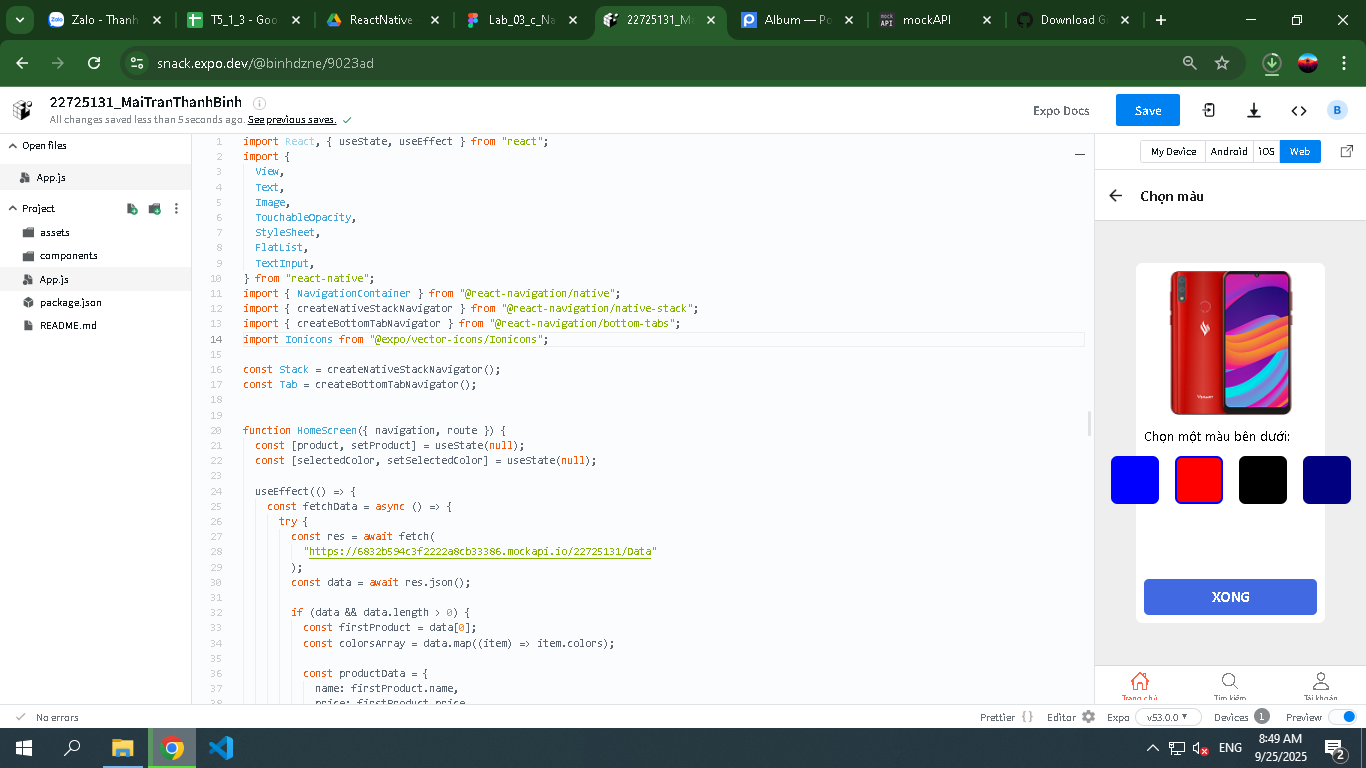 Zalo - Thanh
T5_1_3 - Goo
ReactNative
Lab_03_c_Na
22725131_Ma
Album — Po
mockAPI
Download Gi
snack.expo.dev/@binhdzne/9023ad
22725131_MaiTranThanhBinh
All changes saved less than 5 seconds ago. See previous saves.
Expo Docs
Save
B
Open files
App.js
Project
assets
components
App.js
package.json
README.md
1 import React, { useState, useEffect } from "react";
2 import {
3 View,
4 Text,
5 Image,
6 TouchableOpacity,
7 StyleSheet,
8 FlatList,
9 TextInput,
10 } from "react-native";
11 import { NavigationContainer } from "@react-navigation/native";
12 import { createNativeStackNavigator } from "@react-navigation/native-stack";
13 import { createBottomTabNavigator } from "@react-navigation/bottom-tabs";
14 import Ionicons from "@expo/vector-icons/Ionicons";
15
16 const Stack = createNativeStackNavigator();
17 const Tab = createBottomTabNavigator();
18
19
20 function HomeScreen({ navigation, route }) {
21 const [product, setProduct] = useState(null);
22 const [selectedColor, setSelectedColor] = useState(null);
23
24 useEffect(() => {
25 const fetchData = async () => {
26 try {
27 const res = await fetch(
28 "https://6832b594c3f2222a8cb33386.mockapi.io/22725131/Data"
29 );
30 const data = await res.json();
31
32 if (data && data.length > 0) {
33 const firstProduct = data[0];
34 const colorsArray = data.map((item) => item.colors);
35
36 const productData = {
37 name: firstProduct.name,
38 price: firstProduct.price,
My Device
Android
iOS
Web
Chọn màu
Chọn một màu bên dưới:
XONG
Trang chủ
Tìm kiếm
Tài khoản
No errors
Prettier
Editor
Expo
v53.0.0
Devices
1
Preview
ENG
8:49 AM
9/25/2025
2